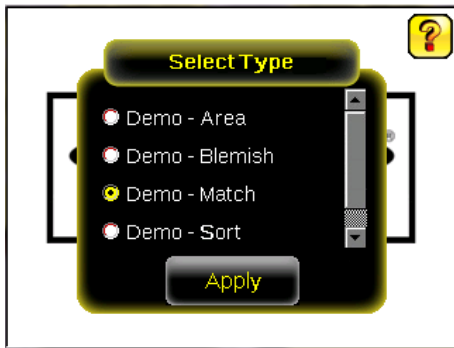 ?
Select Type
Demo - Area
Demo - Blemish
Demo - Match
Demo - Sort
Apply